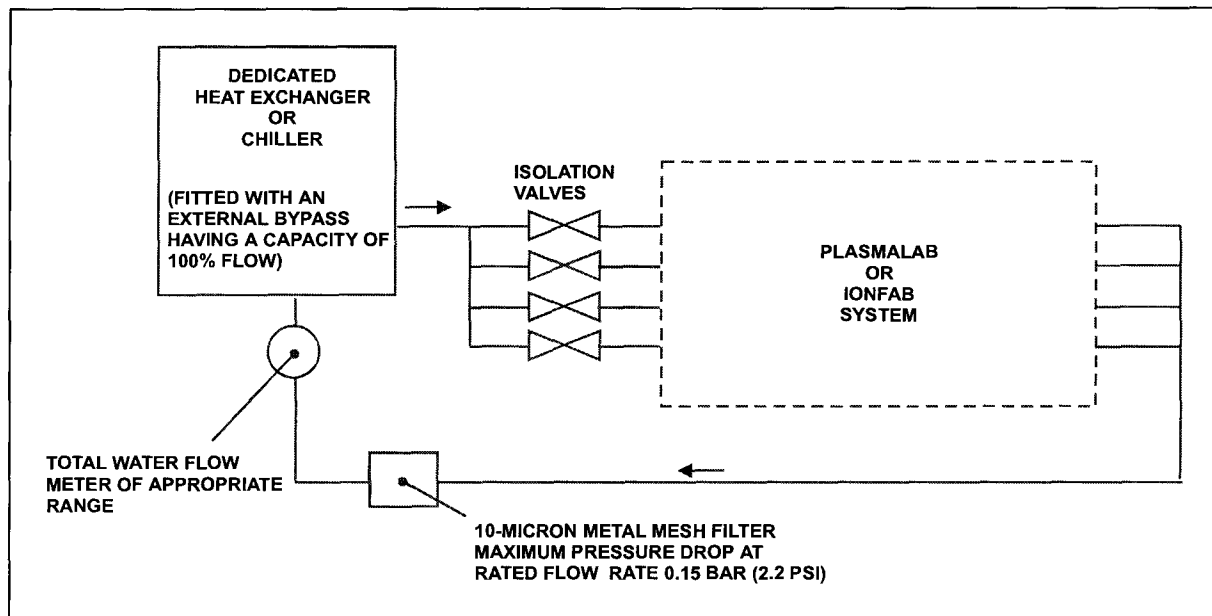 DEDICATED
HEAT EXCHANGER
OR
CHILLER
(FITTED WITH AN
EXTERNAL BYPASS
HAVING A CAPACITY OF
100% FLOW)
ISOLATION
VALVES
PLASMALAB
OR
IONFAB
SYSTEM
TOTAL WATER FLOW
METER OF APPROPRIATE
RANGE
10-MICRON METAL MESH FILTER
MAXIMUM PRESSURE DROP AT
RATED FLOW RATE 0.15 BAR (2.2 PSI)